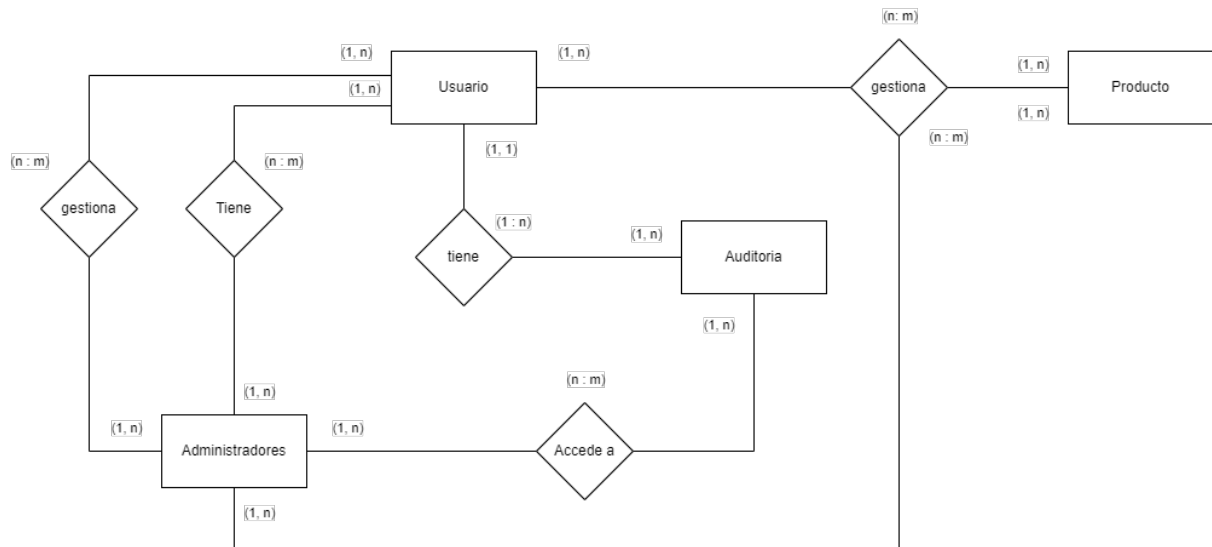 (n: m)
(1, n)
(1, n)
(1, n)
Usuario
(1, n)
gestiona
Producto
(1, n)
(1, n)
(n : m)
(1, 1)
(n : m)
(n : m)
gestiona
Tiene
(1 : n)
(1, n)
tiene
Auditoria
(1, n)
(n : m)
(1, n)
(1, n)
(1, n)
Administradores
Accede a
(1, n)